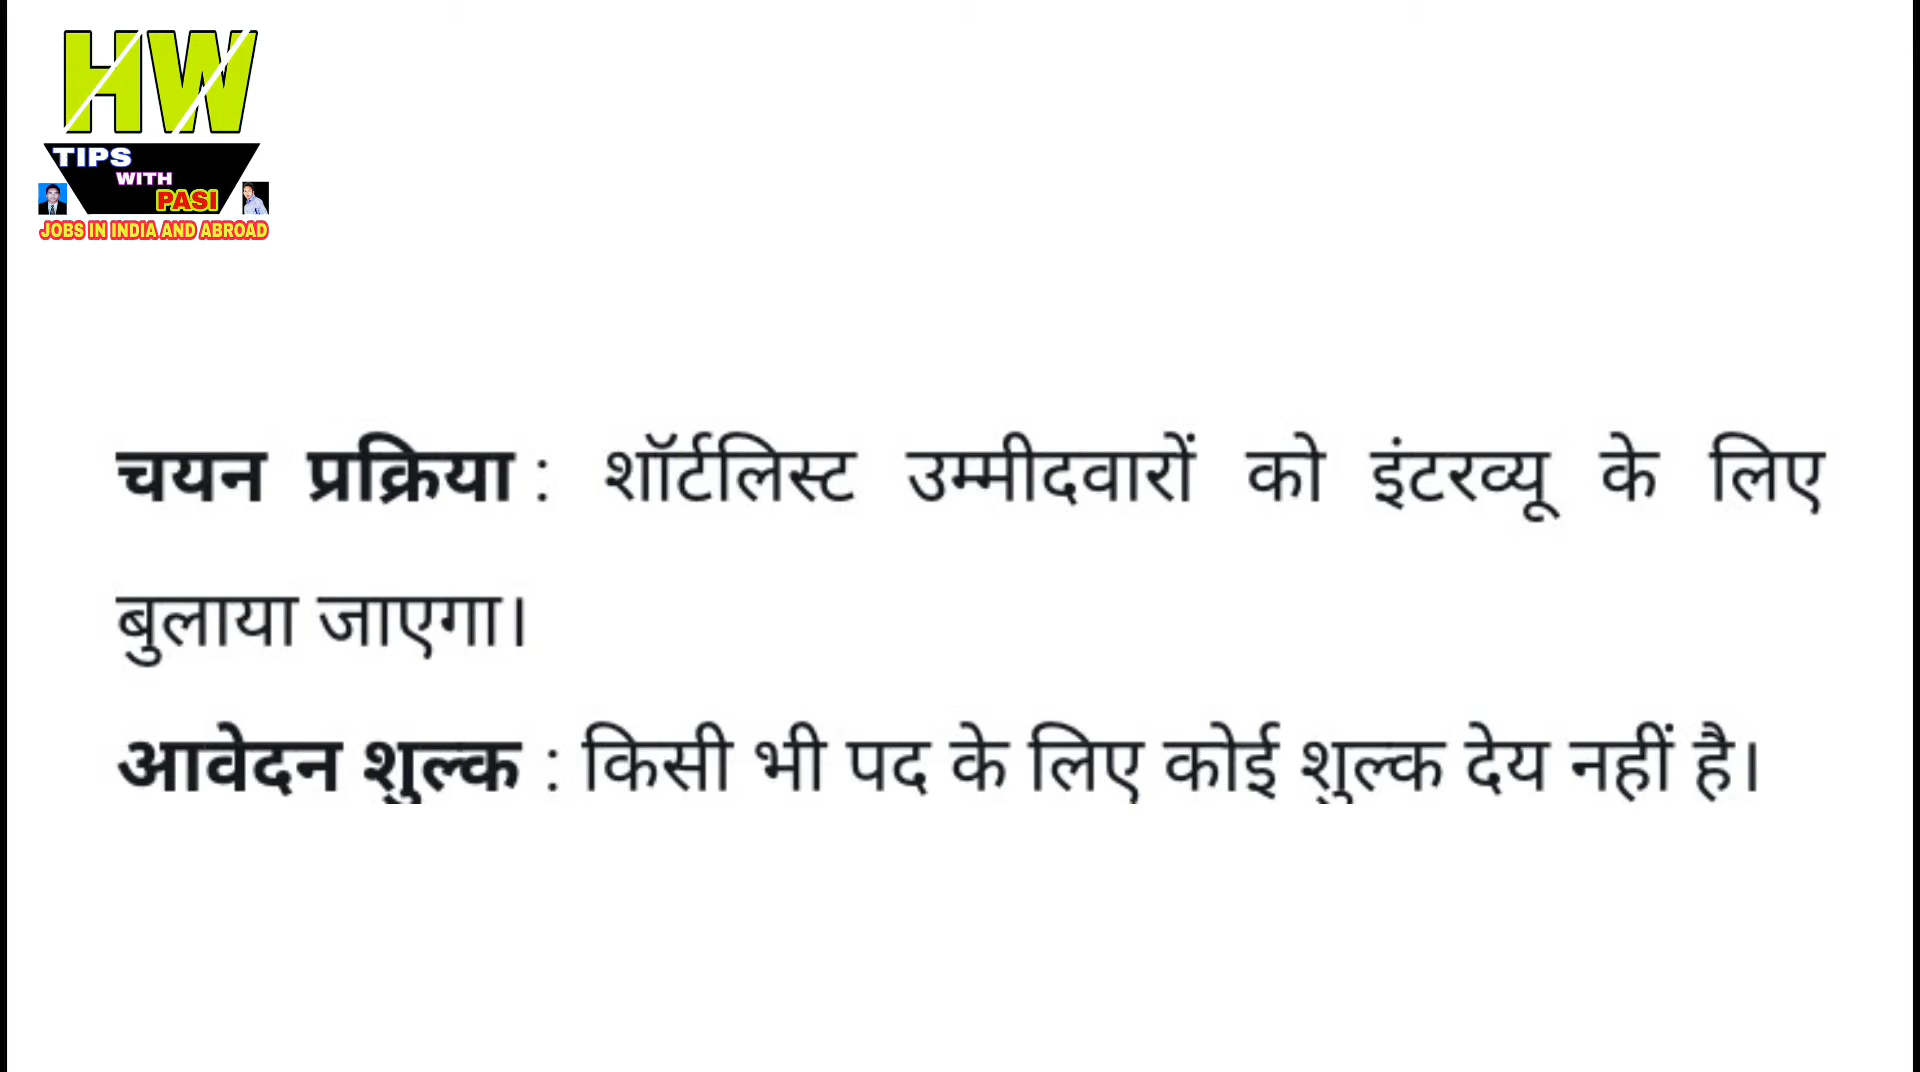 HW
TIPS
WITH
PASI
JOBS IN INDIA AND ABROAD
चयन प्रक्रिया : शॉर्टलिस्ट उम्मीदवारों को इंटरव्यू के लिए
बुलाया जाएगा।
आवेदन शुल्क : किसी भी पद के लिए कोई शुल्क देय नहीं है।